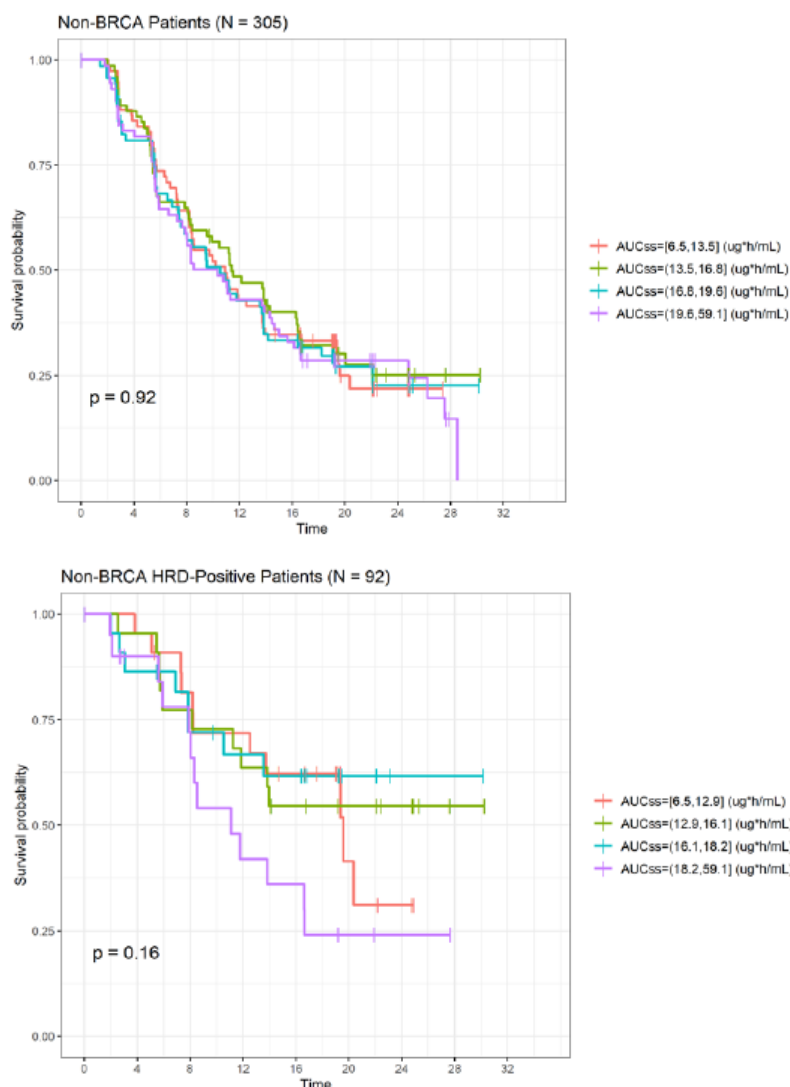 Non-BRCA Patients (N = 305)
1.00
0.75
0.50
0.25
0.00
Survival probability
p = 0.92
0 4 8 12 16 20 24 28 32
Time
AUCss=[6.5,13.5] (ug*h/mL)
AUCss=(13.5,16.8] (ug*h/mL)
AUCss=(16.8,19.6] (ug*h/mL)
AUCss=(19.6,59.1] (ug*h/mL)
Non-BRCA HRD-Positive Patients (N = 92)
1.00
0.75
0.50
0.25
0.00
Survival probability
p = 0.16
0 4 8 12 16 20 24 28 32
Time
AUCss=[6.5,12.9] (ug*h/mL)
AUCss=(12.9,16.1] (ug*h/mL)
AUCss=(16.1,18.2] (ug*h/mL)
AUCss=(18.2,59.1] (ug*h/mL)